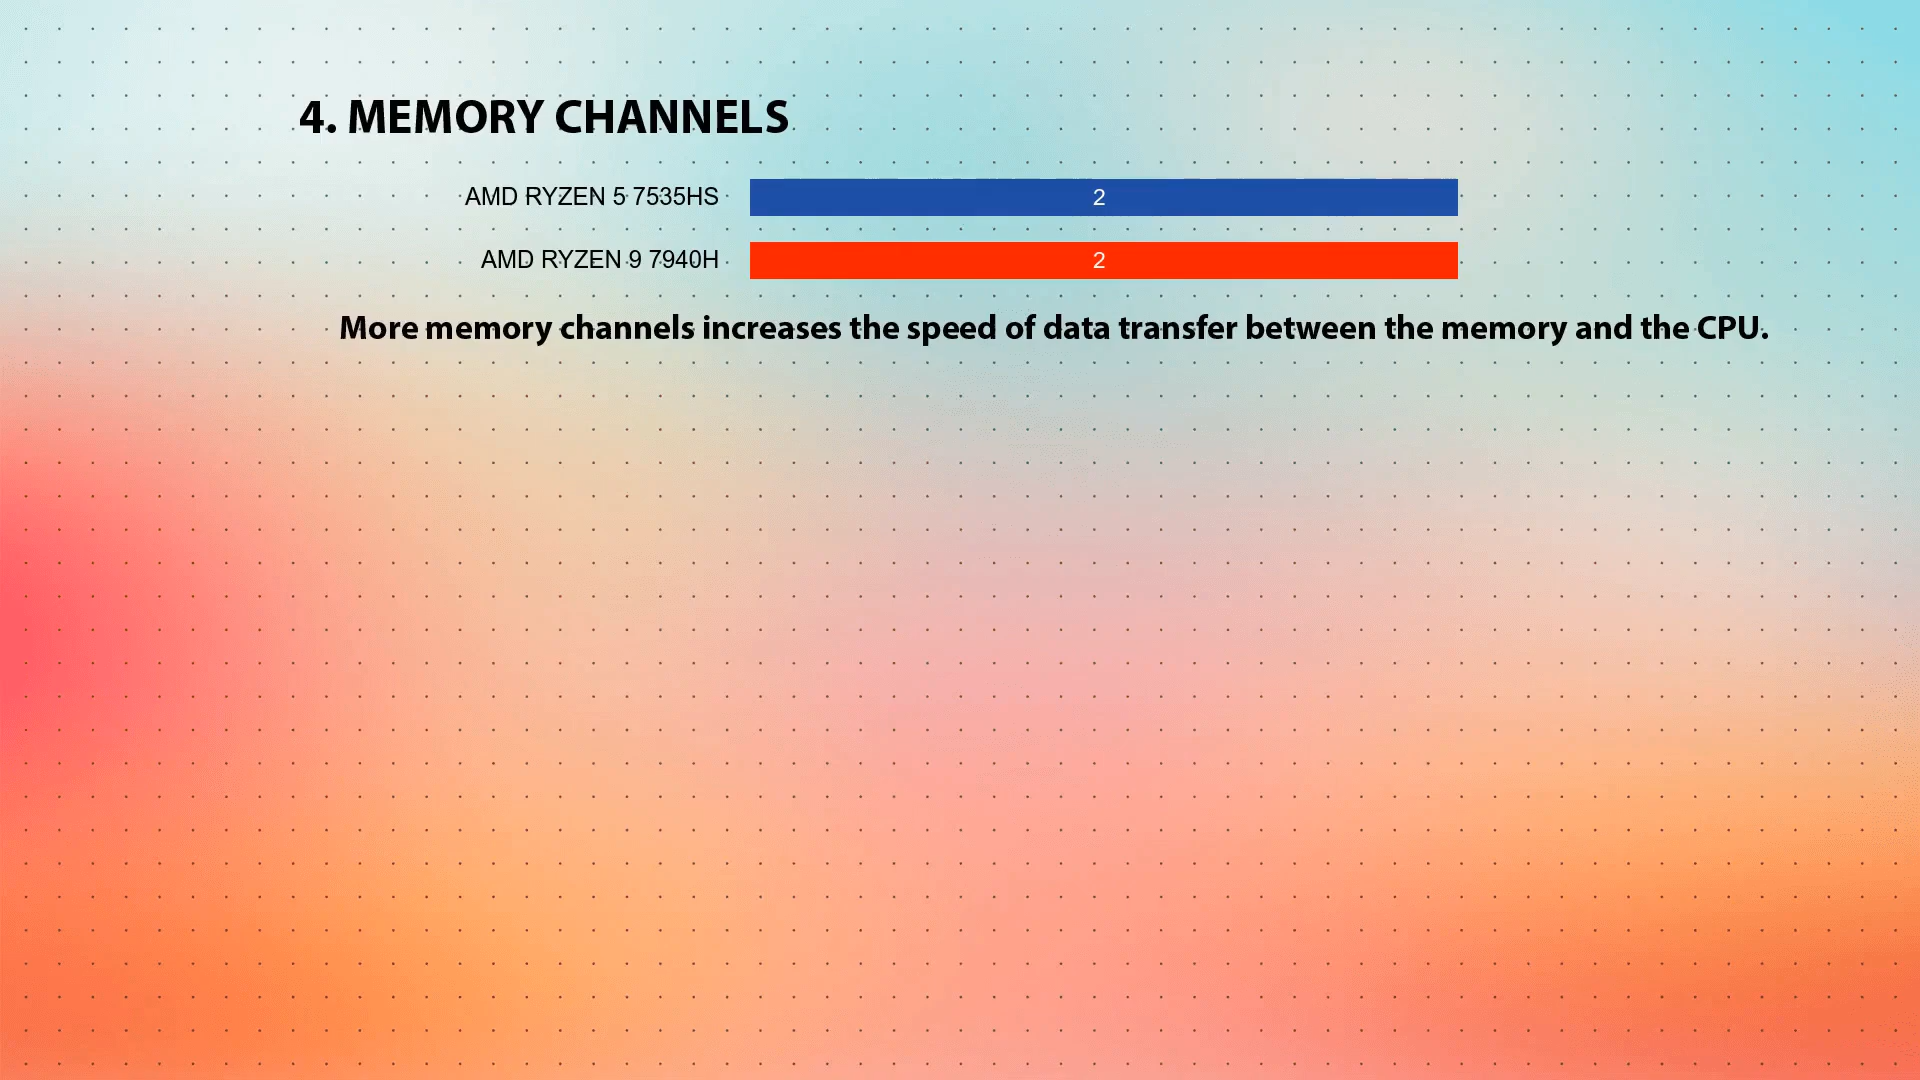 4. MEMORY CHANNELS
AMD RYZEN 5 7535HS 2
AMD RYZEN 9 7940H 2
More memory channels increases the speed of data transfer between the memory and the CPU.